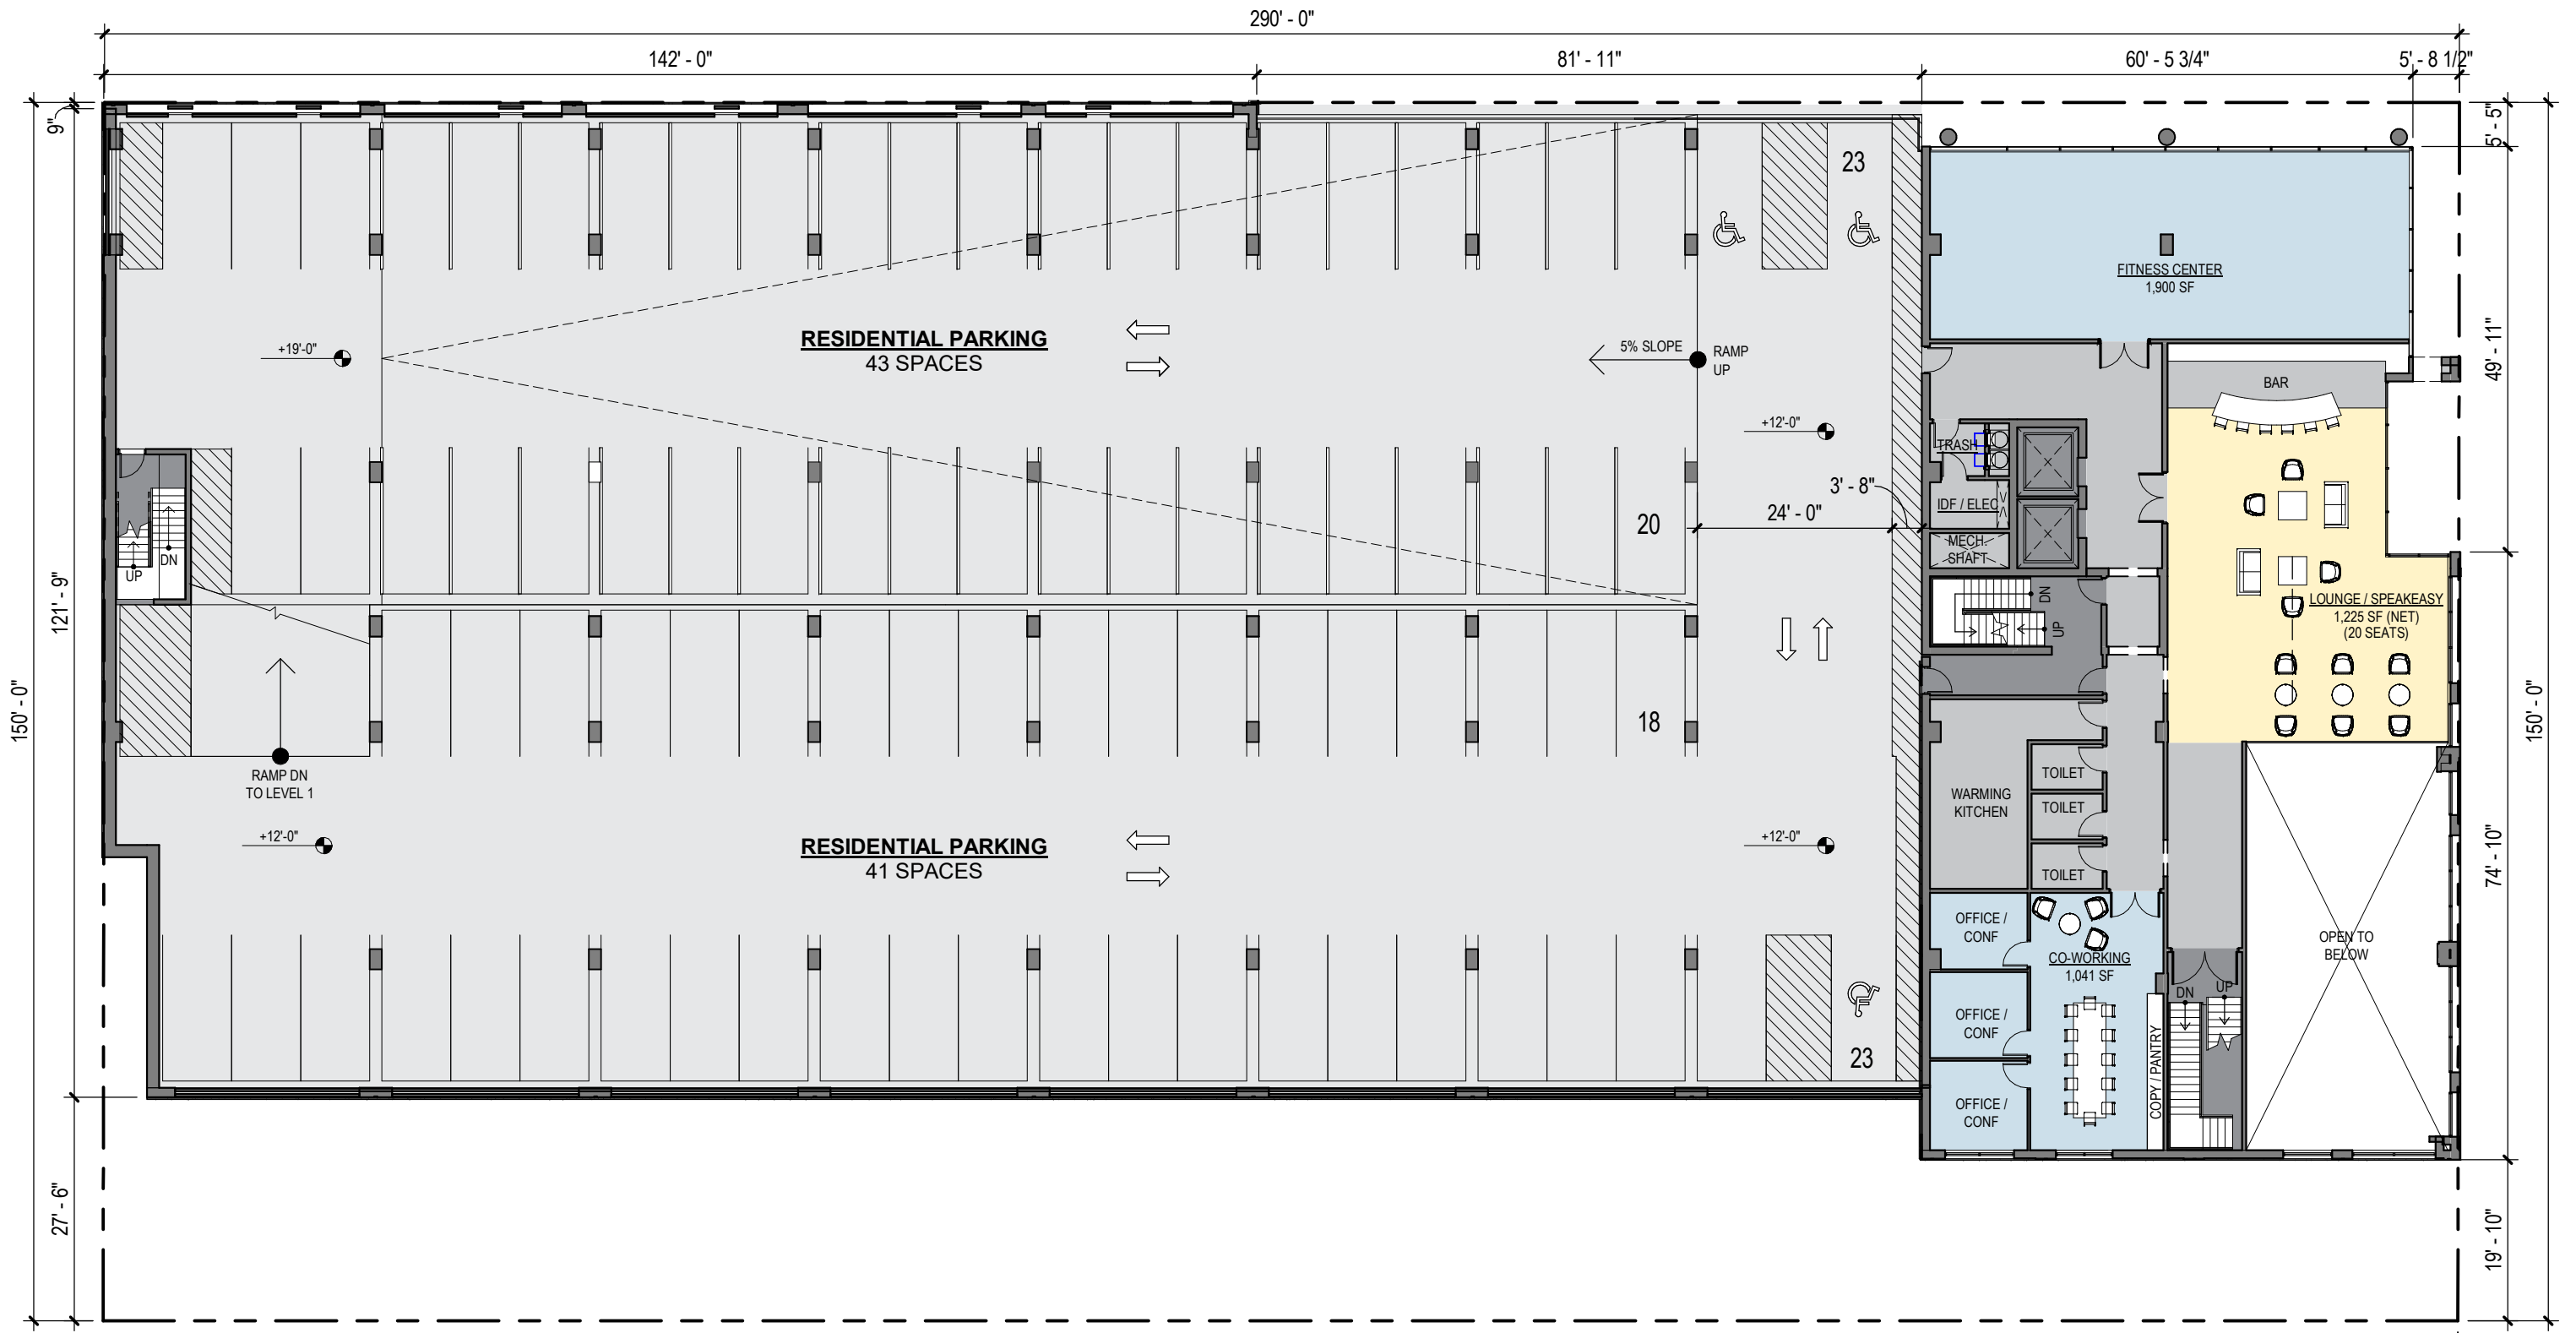 290' - 0"
142' - 0"
81' - 11"
60' - 5 3/4"
5' - 8 1/2"
9"
5' - 5"
23
FITNESS CENTER
1,900 SF
RESIDENTIAL PARKING
43 SPACES
+19'-0"
5% SLOPE
RAMP
UP
49' - 11"
BAR
+12'-0"
TRASH
3' - 8"
IDF / ELEC
24' - 0"
20
MECH.
SHAFT
UP
DN
DN
UP
121' - 9"
LOUNGE / SPEAKEASY
1,225 SF (NET)
(20 SEATS)
150' - 0"
150' - 0"
18
RAMP DN
TO LEVEL 1
TOILET
WARMING
KITCHEN
TOILET
TOILET
+12'-0"
RESIDENTIAL PARKING
41 SPACES
+12'-0"
74' - 10"
OFFICE /
CONF
CO-WORKING
1,041 SF
OPEN TO
BELOW
DN
UP
OFFICE /
CONF
23
COPY / PANTRY
OFFICE /
CONF
27' - 6"
19' - 10"